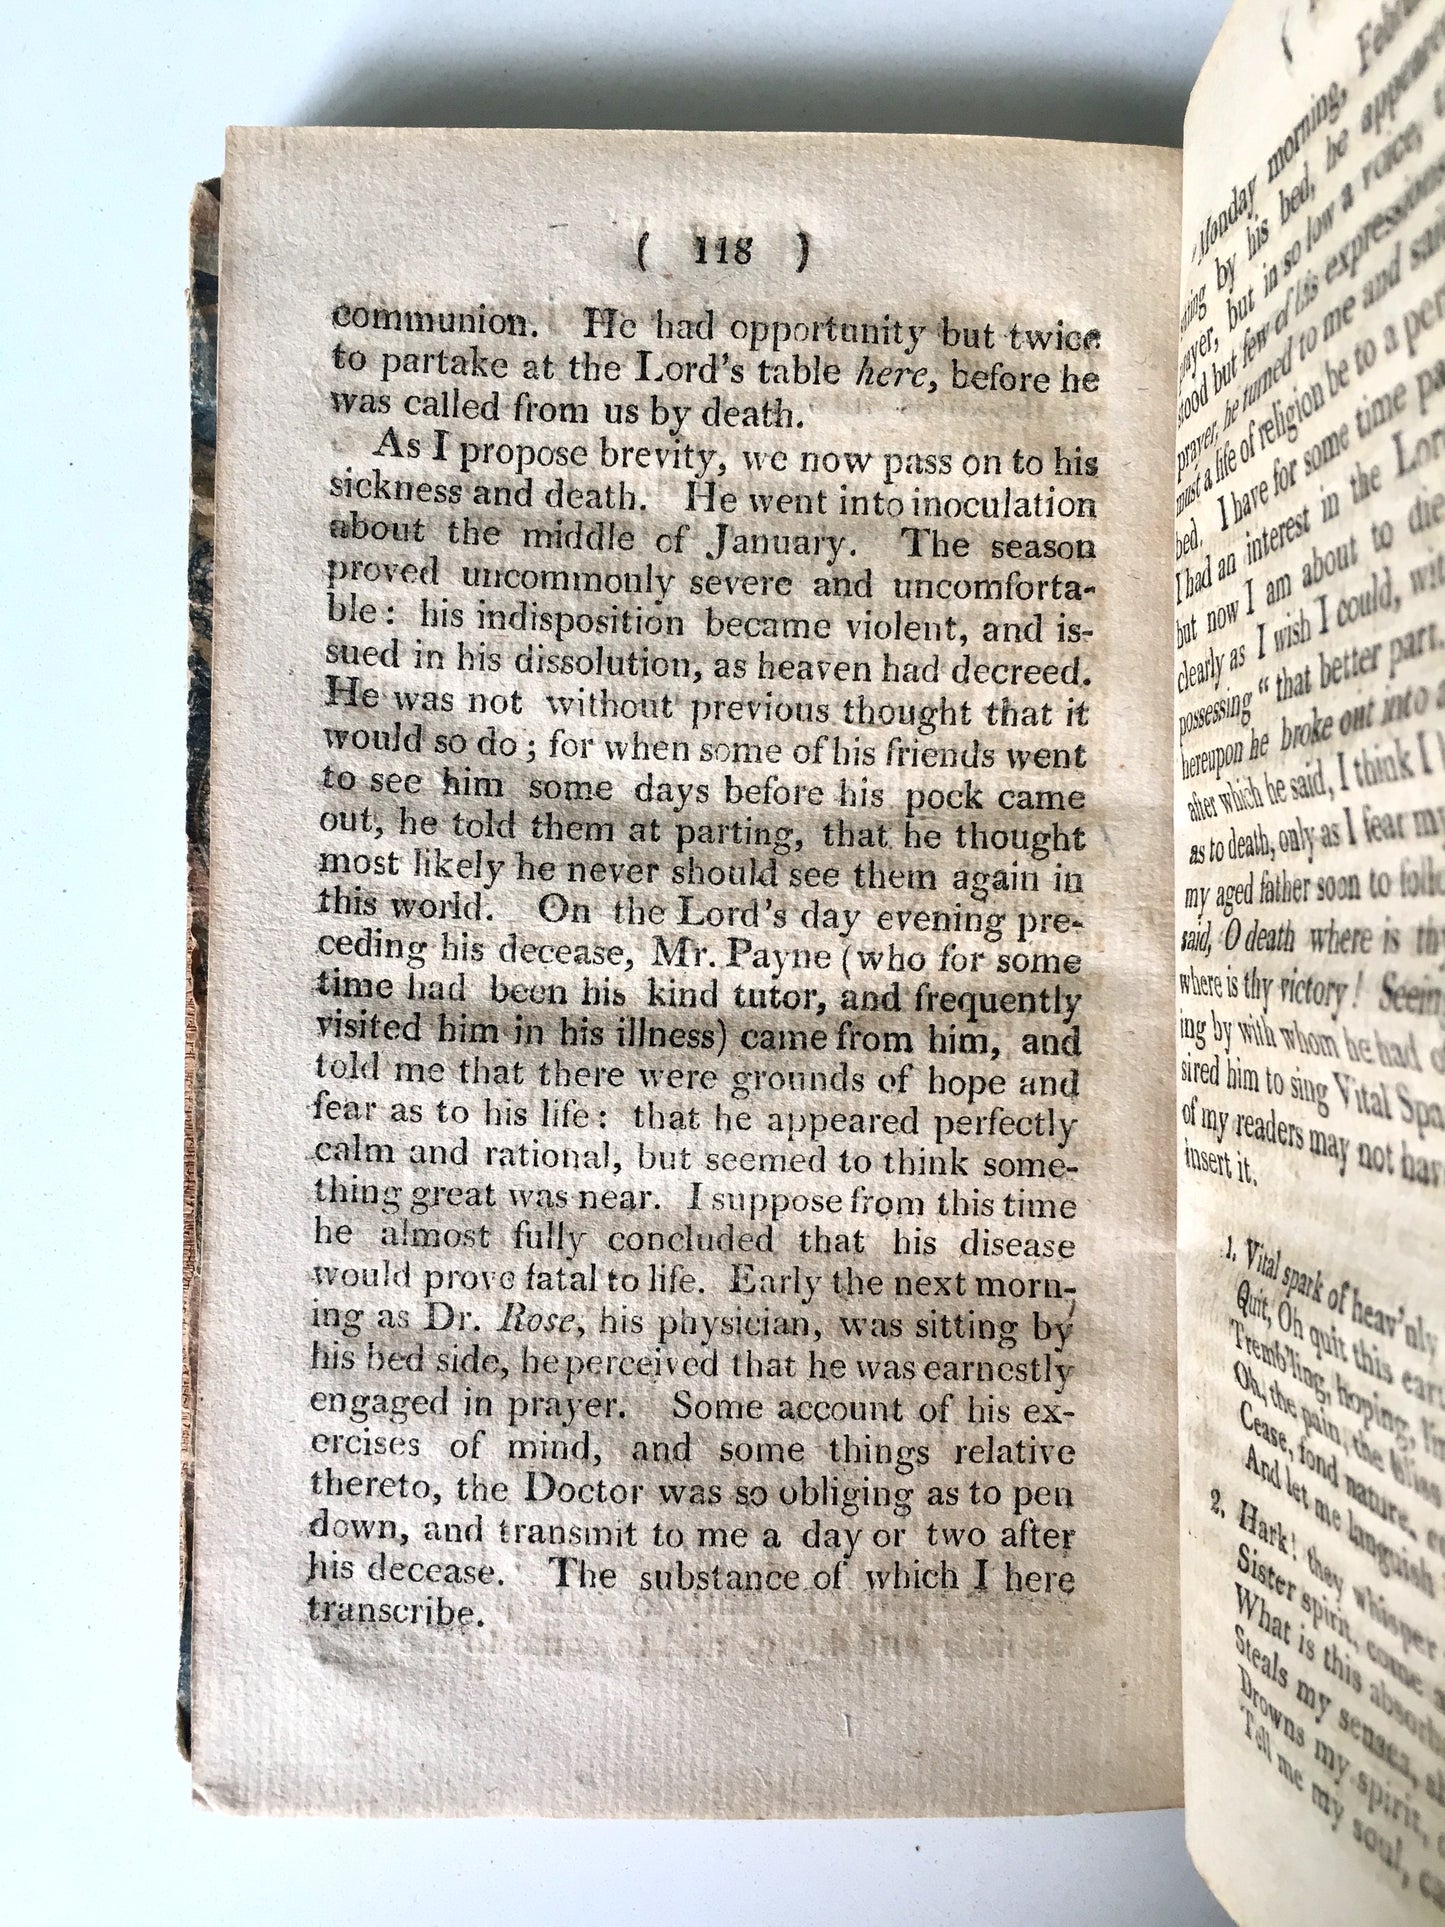 ( 118 )
communion. He had opportunity but twice
to partake at the Lord's table here, before he
was called from us by death.
As I propose brevity, we now pass on to his
sickness and death. He went into inoculation
about the middle of January. The season
proved uncommonly severe and uncomforta-
ble: his indisposition became violent, and is-
sued in his dissolution, as heaven had decreed.
He was not without previous thought that it
would so do; for when some of his friends went
to see him some days before his pock came
out, he told them at parting, that he thought
most likely he never should see them again in
this world. On the Lord's day evening pre-
ceding his decease, Mr. Payne (who for some
time had been his kind tutor, and frequently
visited him in his illness) came from him, and
told me that there were grounds of hope and
fear as to his life: that he appeared perfectly
calm and rational, but seemed to think some-
thing great was near. I suppose from this time
he almost fully concluded that his disease
would prove fatal to life. Early the next morn-
ing as Dr. Rose, his physician, was sitting by
his bed side, he perceived that he was earnestly
engaged in prayer. Some account of his ex-
ercises of mind, and some things relative
thereto, the Doctor was so obliging as to pen
down, and transmit to me a day or two after
his decease. The substance of which I here
transcribe.
Monday morning,
by his bed, he appeared
but in so low a voice,
stood but few of his expressions
prayer, he turned to me and said
must a life of religion be to a
bed. I have for some time
I had an interest in the
but now I am about to die
clearly as I wish I could,
possessing "that better part.
hereupon he broke out into a
after which he said, I think I
as to death, only as I fear my
my aged father soon to
said, O death where is
where is thy victory! Seeing
ing by with whom he had
sired him to sing Vital
of my readers may not
insert it.
1. Vital spark of heav'nly
Quit, Oh quit this
Trembling, hoping,
Oh, the pain, the bliss
Cease, fond nature,
And let me languish
2. Hark! they whisper
Sister spirit, come
What is this
Steals my senses,
Drowns my spirit,
Tell me my soul,